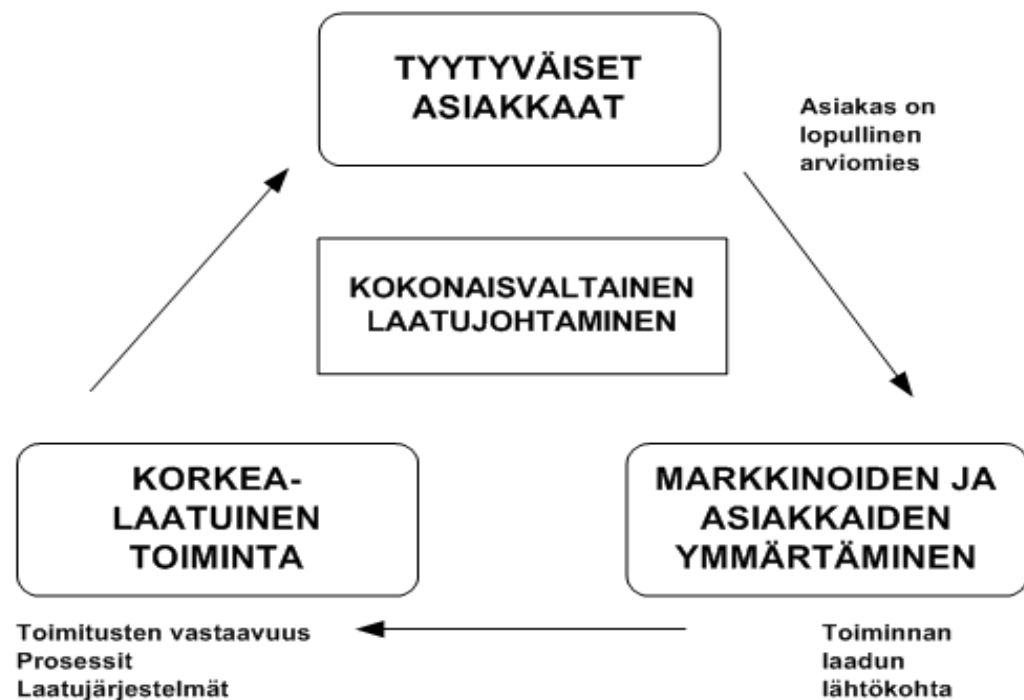 TYYTYVÄISET
ASIAKKAAT
Asiakas on
lopullinen
arviomies
KOKONAISVALTAINEN
LAATUJOHTAMINEN
KORKEA-
LAATUINEN
TOIMINTA
MARKKINOIDEN JA
ASIAKKAIDEN
YMMÄRTÄMINEN
Toimitusten vastaavuus
Prosessit
Laatujärjestelmät
Toiminnan
laadun
lähtökohta